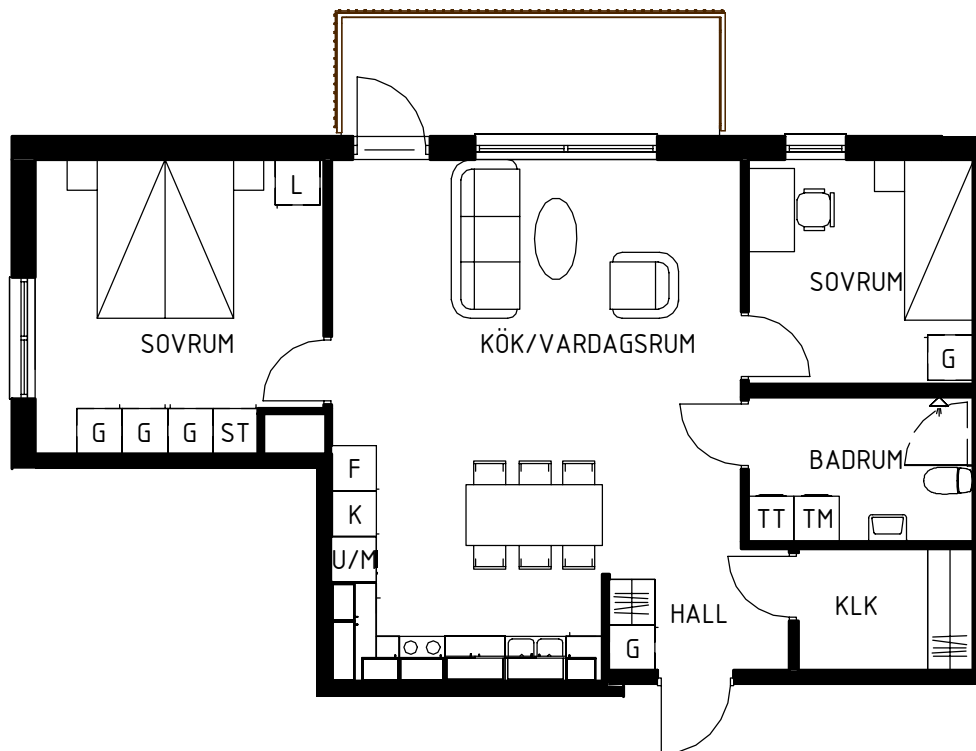 L
SOVRUM
KÖK/VARDAGSRUM
SOVRUM
G
G
G
G
ST
F
K
U/M
BADRUM
TT
TM
HALL
KLK
G